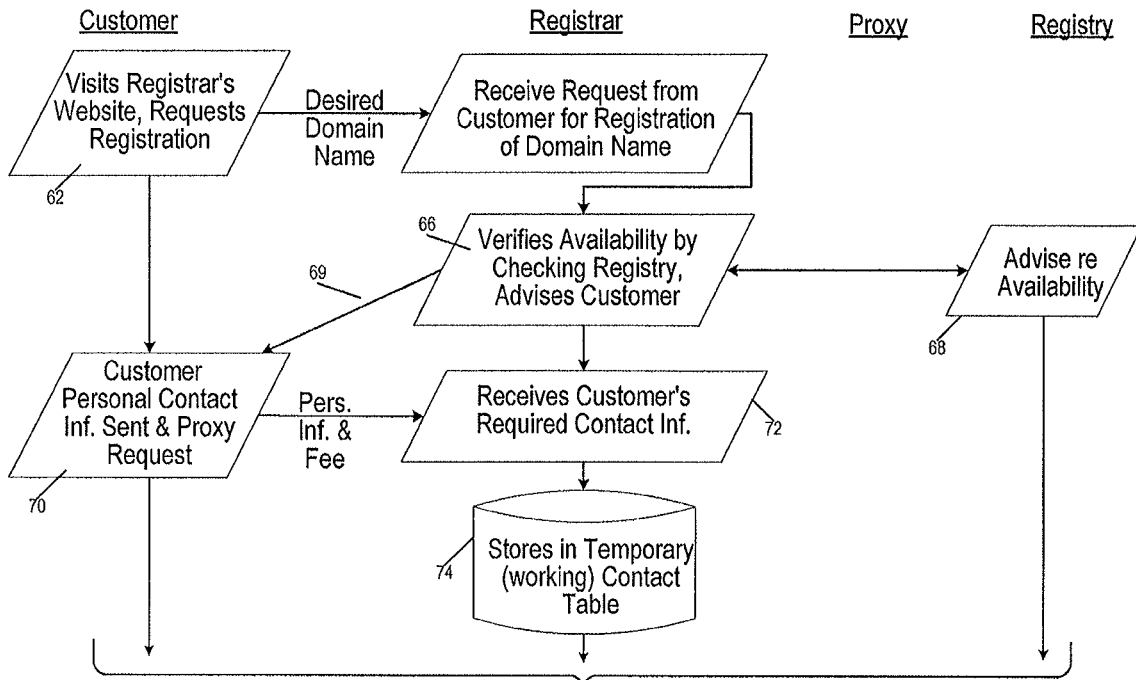 Customer
Registrar
Proxy
Registry
Visits Registrar's
Website, Requests
Registration
62
Desired
Domain
Name
Receive Request from
Customer for Registration
of Domain Name
66
Verifies Availability by
Checking Registry,
Advises Customer
69
Advise re
Availability
68
Customer
Personal Contact
Inf. Sent & Proxy
Request
70
Pers.
Inf. &
Fee
Receives Customer's
Required Contact Inf.
72
Stores in Temporary
(working) Contact
Table
74